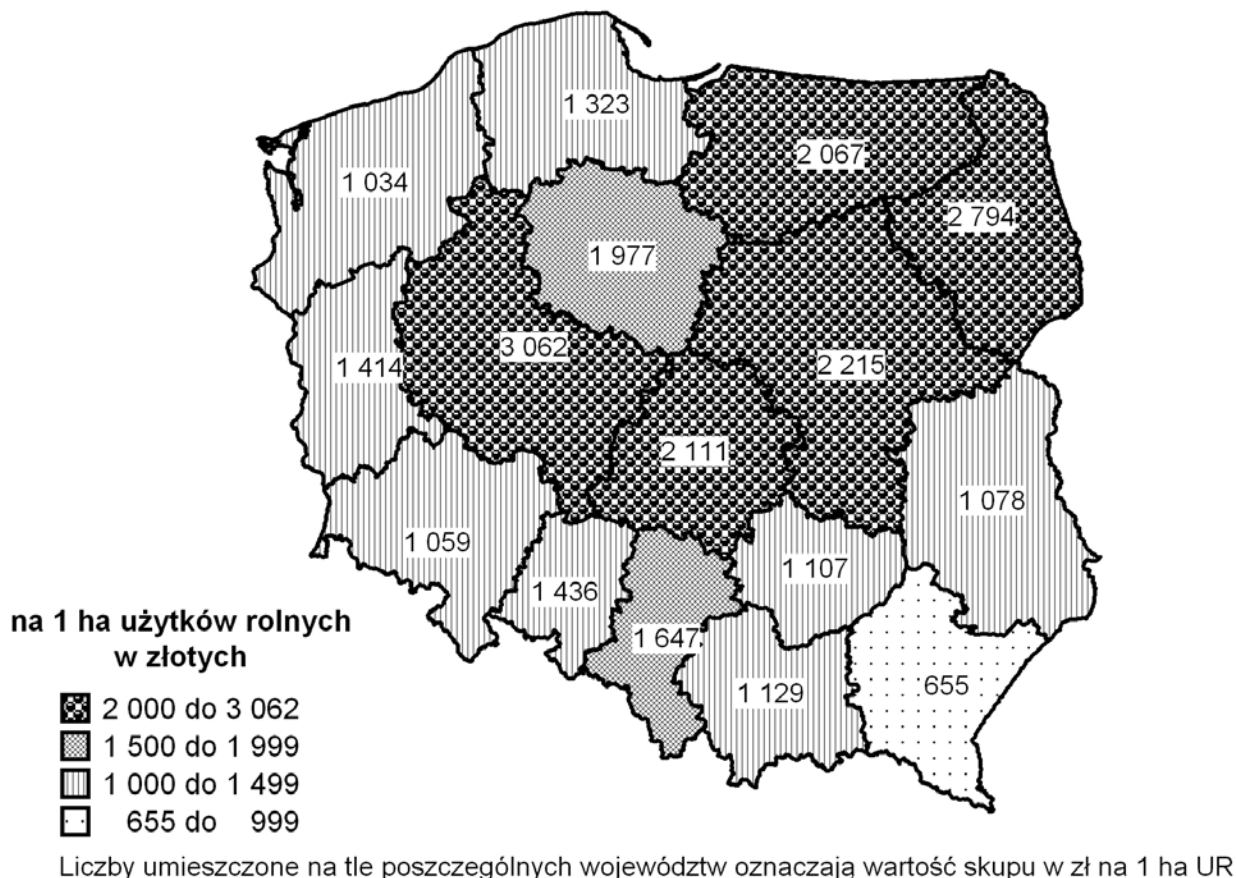 1 323
2 067
1 034
2 794
1 977
3 062
1 414
2 215
2 111
1 078
1 059
1 107
1 436
1 647
1 129
655
na 1 ha użytków rolnych
w złotych
2 000 do 3 062
1 500 do 1 999
1 000 do 1 499
655 do 999
Liczby umieszczone na tle poszczególnych województw oznaczają wartość skupu w zł na 1 ha UR